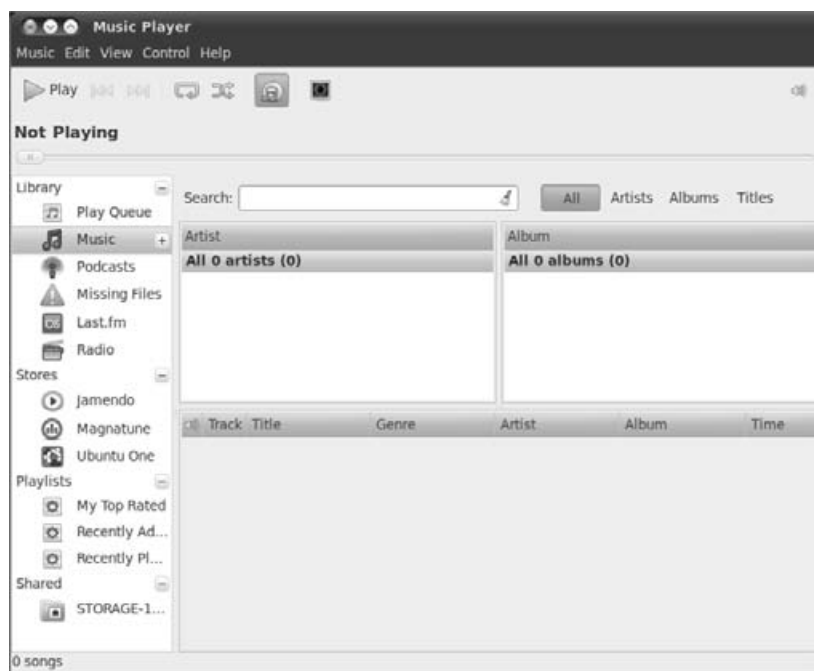 Music Player
Music Edit View Control Help
Play
Not Playing
Library
Play Queue
Music
Podcasts
Missing Files
Last.fm
Radio
Stores
Jamendo
Magnatune
Ubuntu One
Playlists
My Top Rated
Recently Ad...
Recently Pl...
Shared
STORAGE-1...
Search:
All Artists Albums Titles
Artist Album
All 0 artists (0) All 0 albums (0)
Track Title Genre Artist Album Time
0 songs